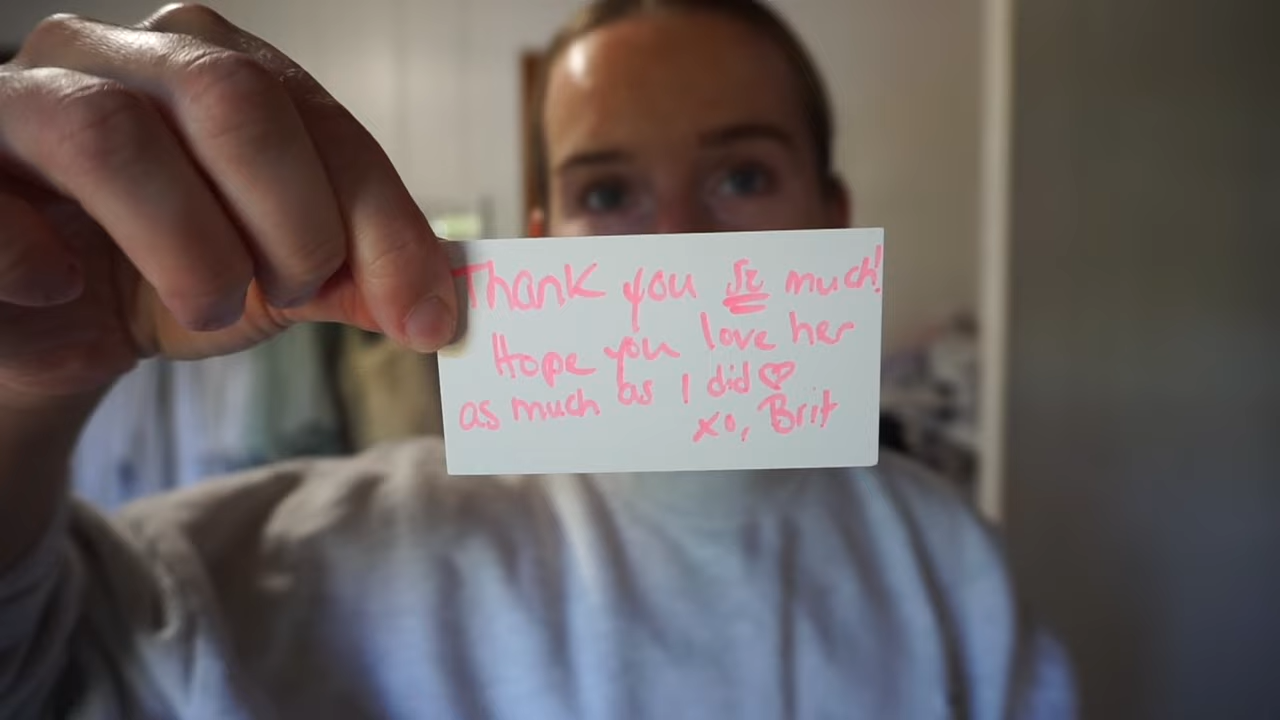 Thank you so much!
Hope you love her
as much as I did♡
xo, Brit